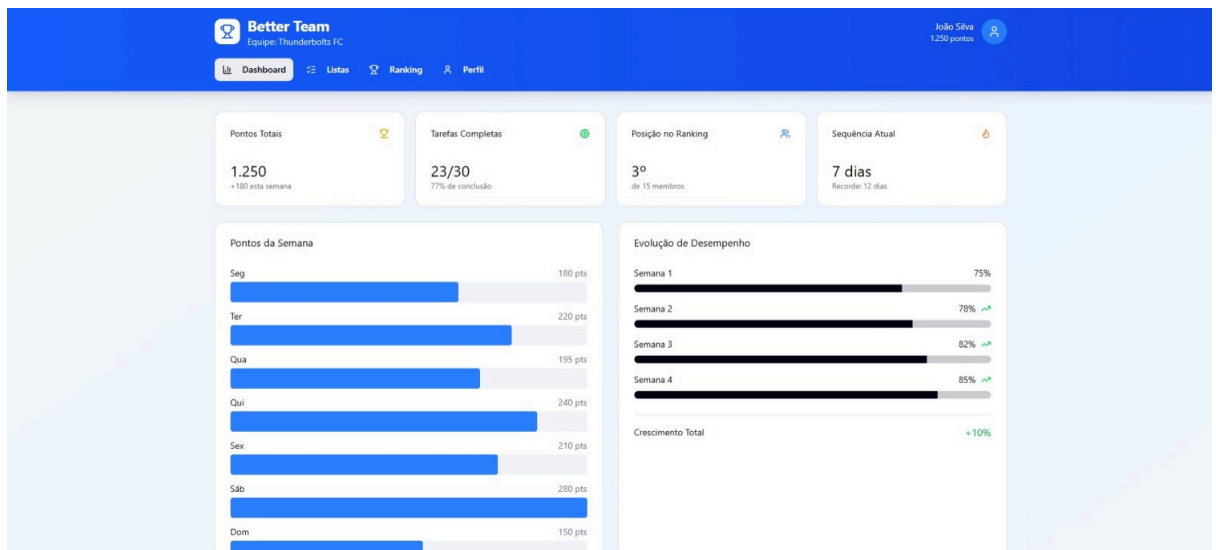 Better Team
Equipe: Thunderbolts FC
João Silva
1.250 pontos
Dashboard
Listas
Ranking
Perfil
Pontos Totais
1.250
+180 esta semana
Tarefas Completas
23/30
77% de conclusão
Posição no Ranking
3º
de 15 membros
Sequência Atual
7 dias
Recorde: 12 dias
Pontos da Semana
Seg 180 pts
Ter 220 pts
Qua 195 pts
Qui 240 pts
Sex 210 pts
Sáb 280 pts
Dom 150 pts
Evolução de Desempenho
Semana 1 75%
Semana 2 78%
Semana 3 82%
Semana 4 85%
Crescimento Total +10%